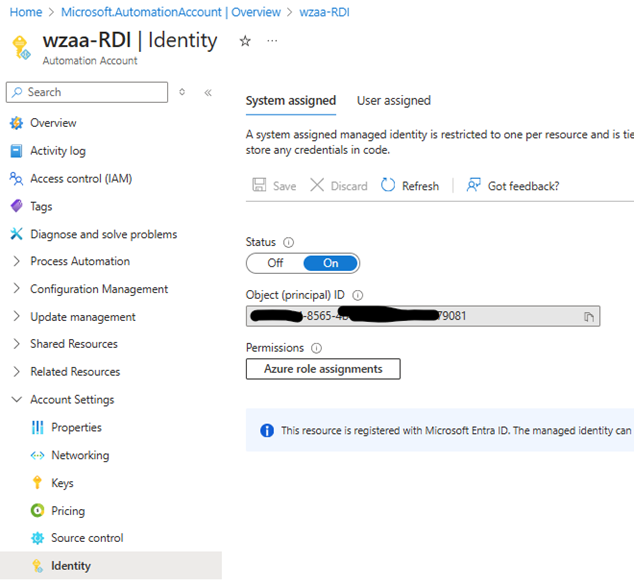 Home > Microsoft.AutomationAccount | Overview > wzaa-RDI
wzaa-RDI | Identity
Automation Account
Search
Overview
Activity log
Access control (IAM)
Tags
Diagnose and solve problems
Process Automation
Configuration Management
Update management
Shared Resources
Related Resources
Account Settings
Properties
Networking
Keys
Pricing
Source control
Identity
System assigned User assigned
A system assigned managed identity is restricted to one per resource and is tie
store any credentials in code.
Save Discard Refresh Got feedback?
Status
Off On
Object (principal) ID
-8565-4 79081
Permissions
Azure role assignments
This resource is registered with Microsoft Entra ID. The managed identity can